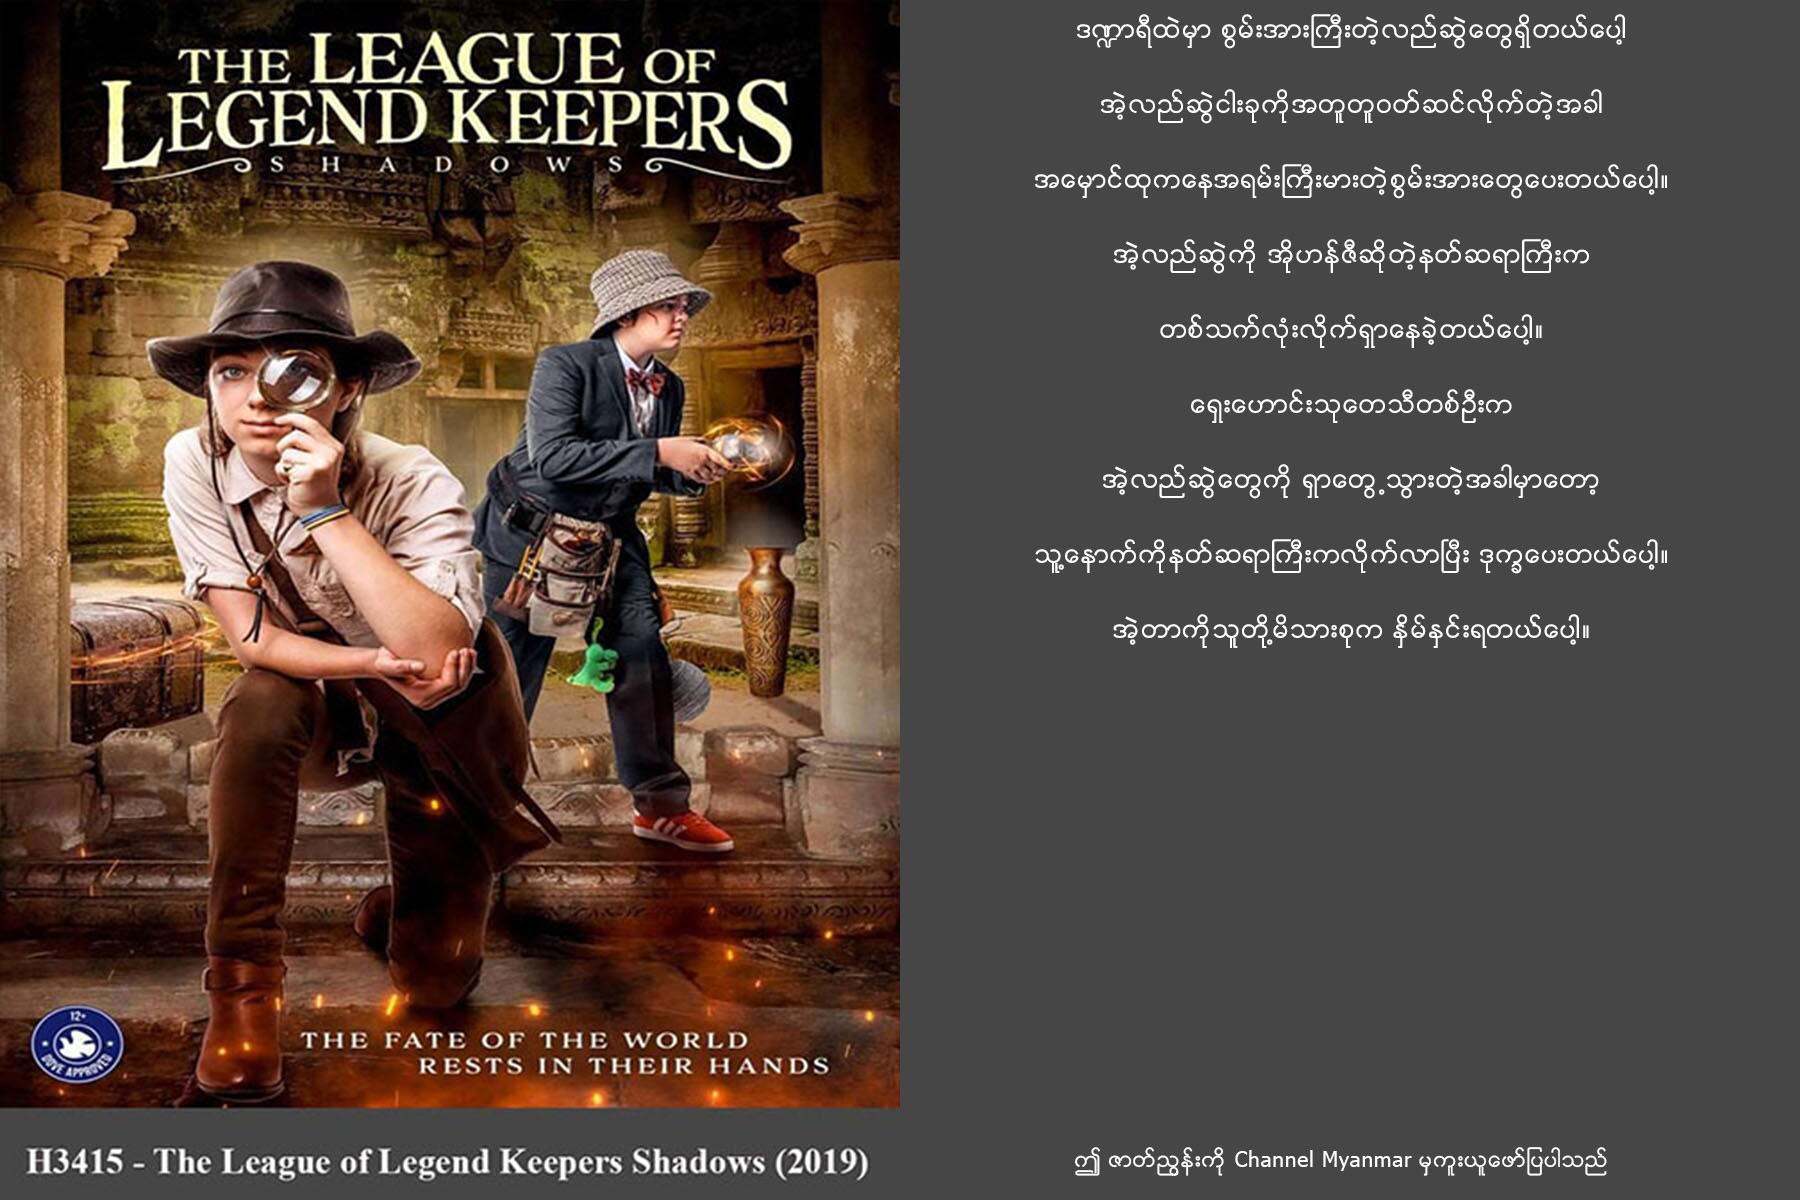 THE LEAGUE OF
LEGEND KEEPERS
SHADOWS
12+
DOVE APPROVED
THE FATE OF THE WORLD
RESTS IN THEIR HANDS
H3415 - The League of Legend Keepers Shadows (2019)
ဒဏ္ဍာရီထဲမှာ စွမ်းအားကြီးတဲ့လည်ဆွဲတွေရှိတယ်ပေါ့
အဲ့လည်ဆွဲငါးခုကိုအတူတူဝတ်ဆင်လိုက်တဲ့အခါ
အမှောင်ထုကနေအရမ်းကြီးမားတဲ့စွမ်းအားတွေပေးတယ်ပေါ့။
အဲ့လည်ဆွဲကို အိုဟန်ဇီဆိုတဲ့နတ်ဆရာကြီးက
တစ်သက်လုံးလိုက်ရှာနေခဲ့တယ်ပေါ့။
ရှေးဟောင်းသုတေသီတစ်ဦးက
အဲ့လည်ဆွဲတွေကို ရှာတွေ့သွားတဲ့အခါမှာတော့
သူ့နောက်ကိုနတ်ဆရာကြီးကလိုက်လာပြီး ဒုက္ခပေးတယ်ပေါ့။
အဲ့တာကိုသူတို့မိသားစုက နှိမ်နှင်းရတယ်ပေါ့။
ဤ ဇာတ်ညွှန်းကို Channel Myanmar မှကူးယူဖော်ပြပါသည်